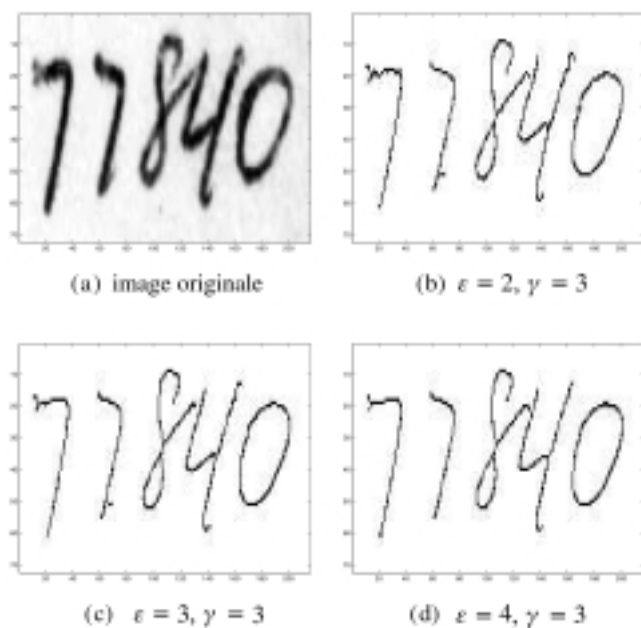 77840 77840
(a) image originale (b) ε = 2, γ = 3
77840 77840
(c) ε = 3, γ = 3 (d) ε = 4, γ = 3